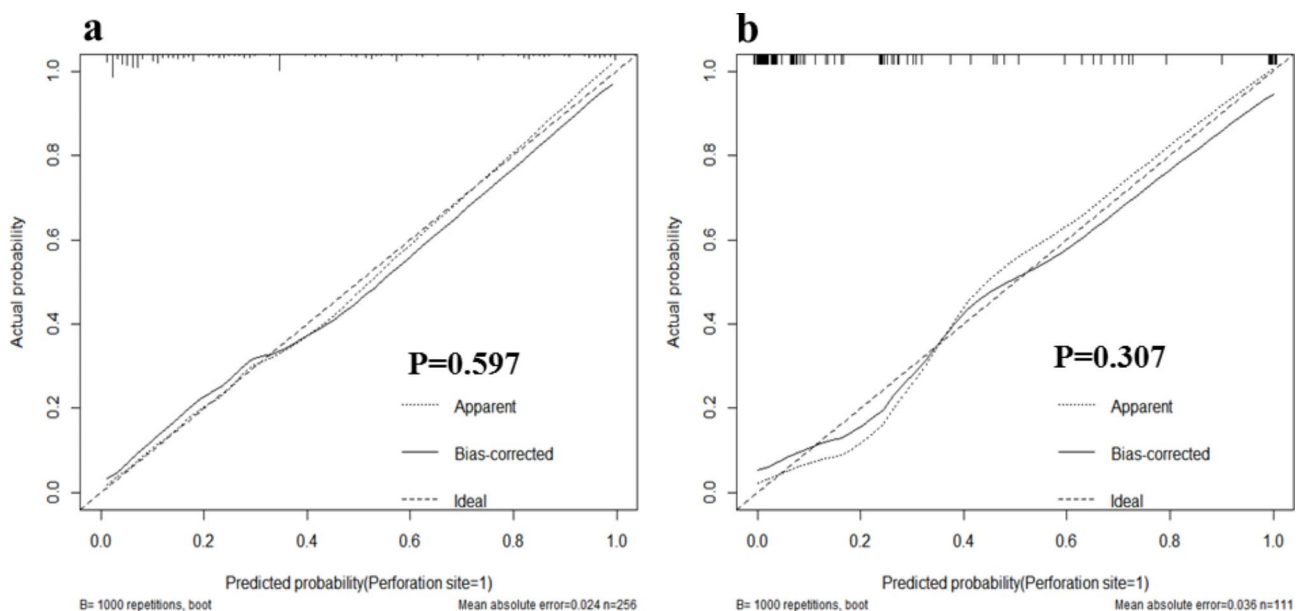 a
1.0
0.8
0.6
0.4
0.2
0.0
Actual probability
P=0.597
Apparent
Bias-corrected
Ideal
0.0 0.2 0.4 0.6 0.8 1.0
Predicted probability(Perforation site=1)
B= 1000 repetitions, boot Mean absolute error=0.024 n=256
b
1.0
0.8
0.6
0.4
0.2
0.0
Actual probability
P=0.307
Apparent
Bias-corrected
Ideal
0.0 0.2 0.4 0.6 0.8 1.0
Predicted probability(Perforation site=1)
B= 1000 repetitions, boot Mean absolute error=0.036 n=111